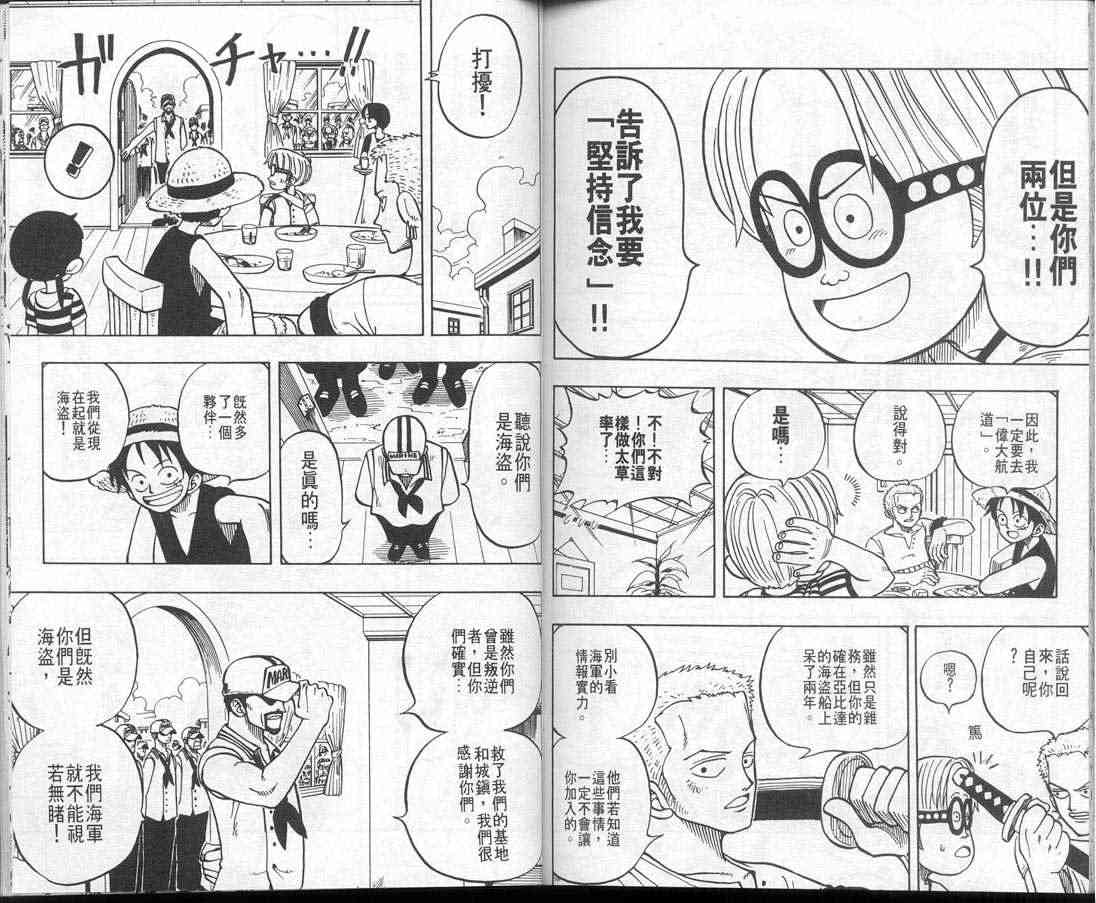 但是你們
兩位…!!
告訴了我要
「堅持信念」!!
因此,我
一定要去
「偉大航
道」。
說得對。
是嗎…
不!不對
!你們這
樣做太草
率了…
話說回
來,你
自己呢
?
嗯?
篤
雖然只是雜
務,但你的
確在亞比達
的海盜船上
呆了兩年。
別小看
海軍的
情報實力。
他們若知道
這些事情,
一定不會讓
你加入的。
打擾!
ガチャ…!!
!
聽說你們
是海盜。
是真的嗎…
MARINE
既然多
了一個
夥伴…
我們從現
在起就是
海盜!
雖然你們
曾是叛逆
者,但你
們確實…
救了我們的基地
和城鎮,我們很
感謝你們。
MARI
但既然
你們是
海盜,
我們海軍
就不能視
若無睹!